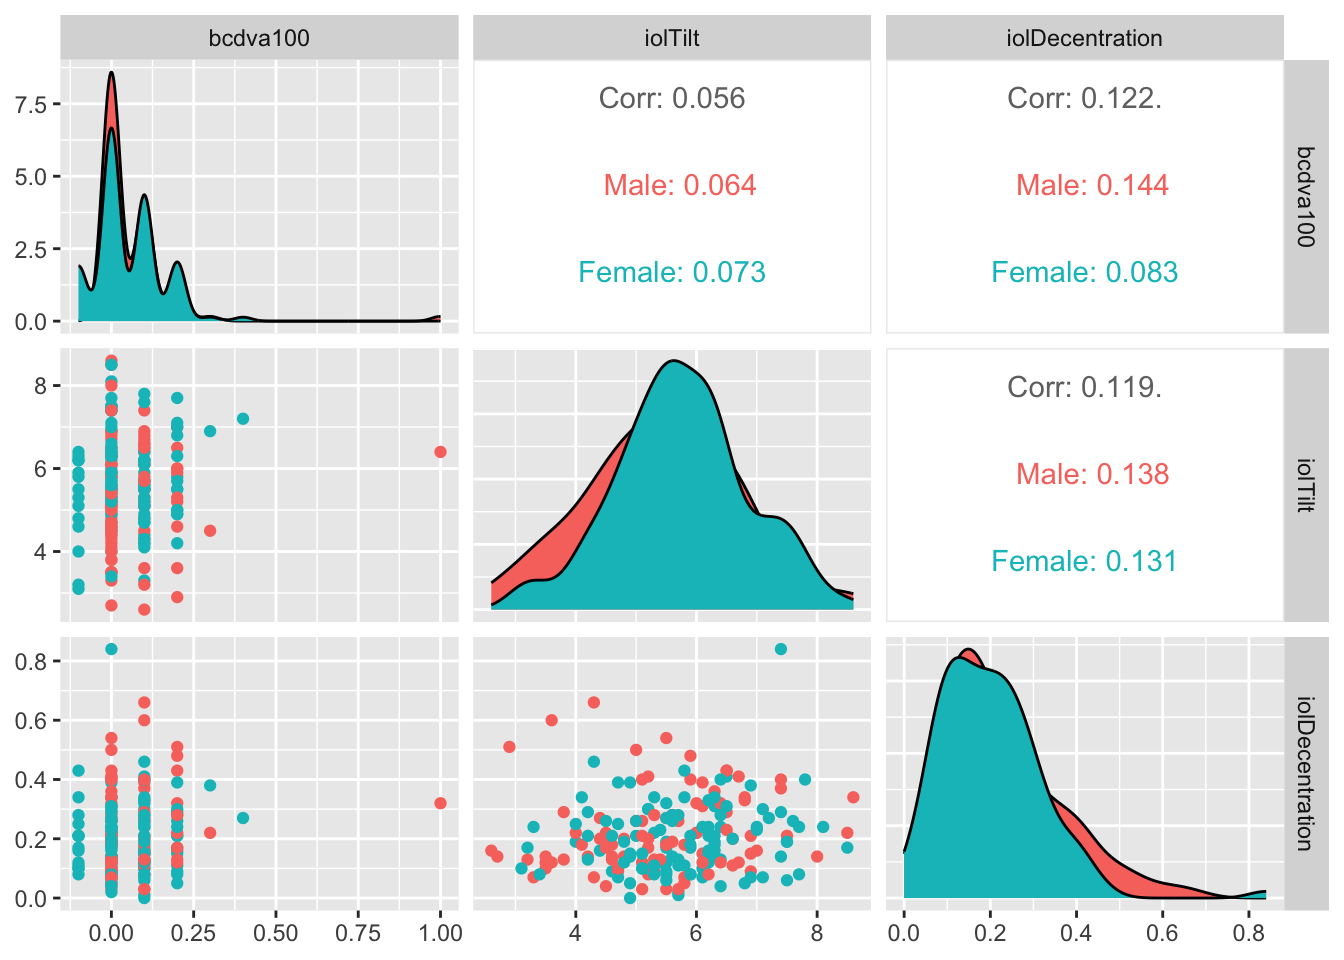 bcdva100
iolTilt
iolDecentration
7.5
5.0
2.5
0.0
Corr: 0.056
Male: 0.064
Female: 0.073
Corr: 0.122.
Male: 0.144
Female: 0.083
bcdva100
8
6
4
Corr: 0.119.
Male: 0.138
Female: 0.131
iolTilt
0.8
0.6
0.4
0.2
0.0
iolDecentration
0.00 0.25 0.50 0.75 1.00
4 6 8
0.0 0.2 0.4 0.6 0.8